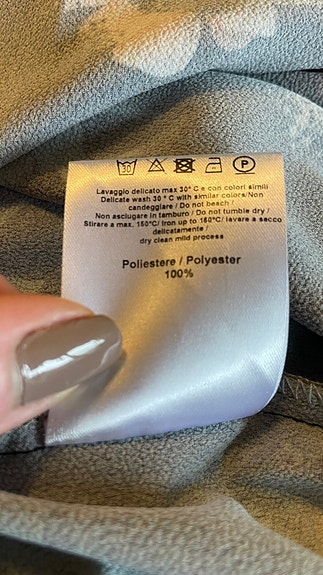 30 P
Lavaggio delicato max 30° C e con colori simili
Delicate wash 30 ° C with similar colors/Non
candeggiare / Do not beach /
Non asciugare in tamburo / Do not tumble dry /
Stirare a max. 150°C/ Iron up to 150°C/ lavare a secco
delicatamente /
dry clean mild process
Poliestere / Polyester
100%